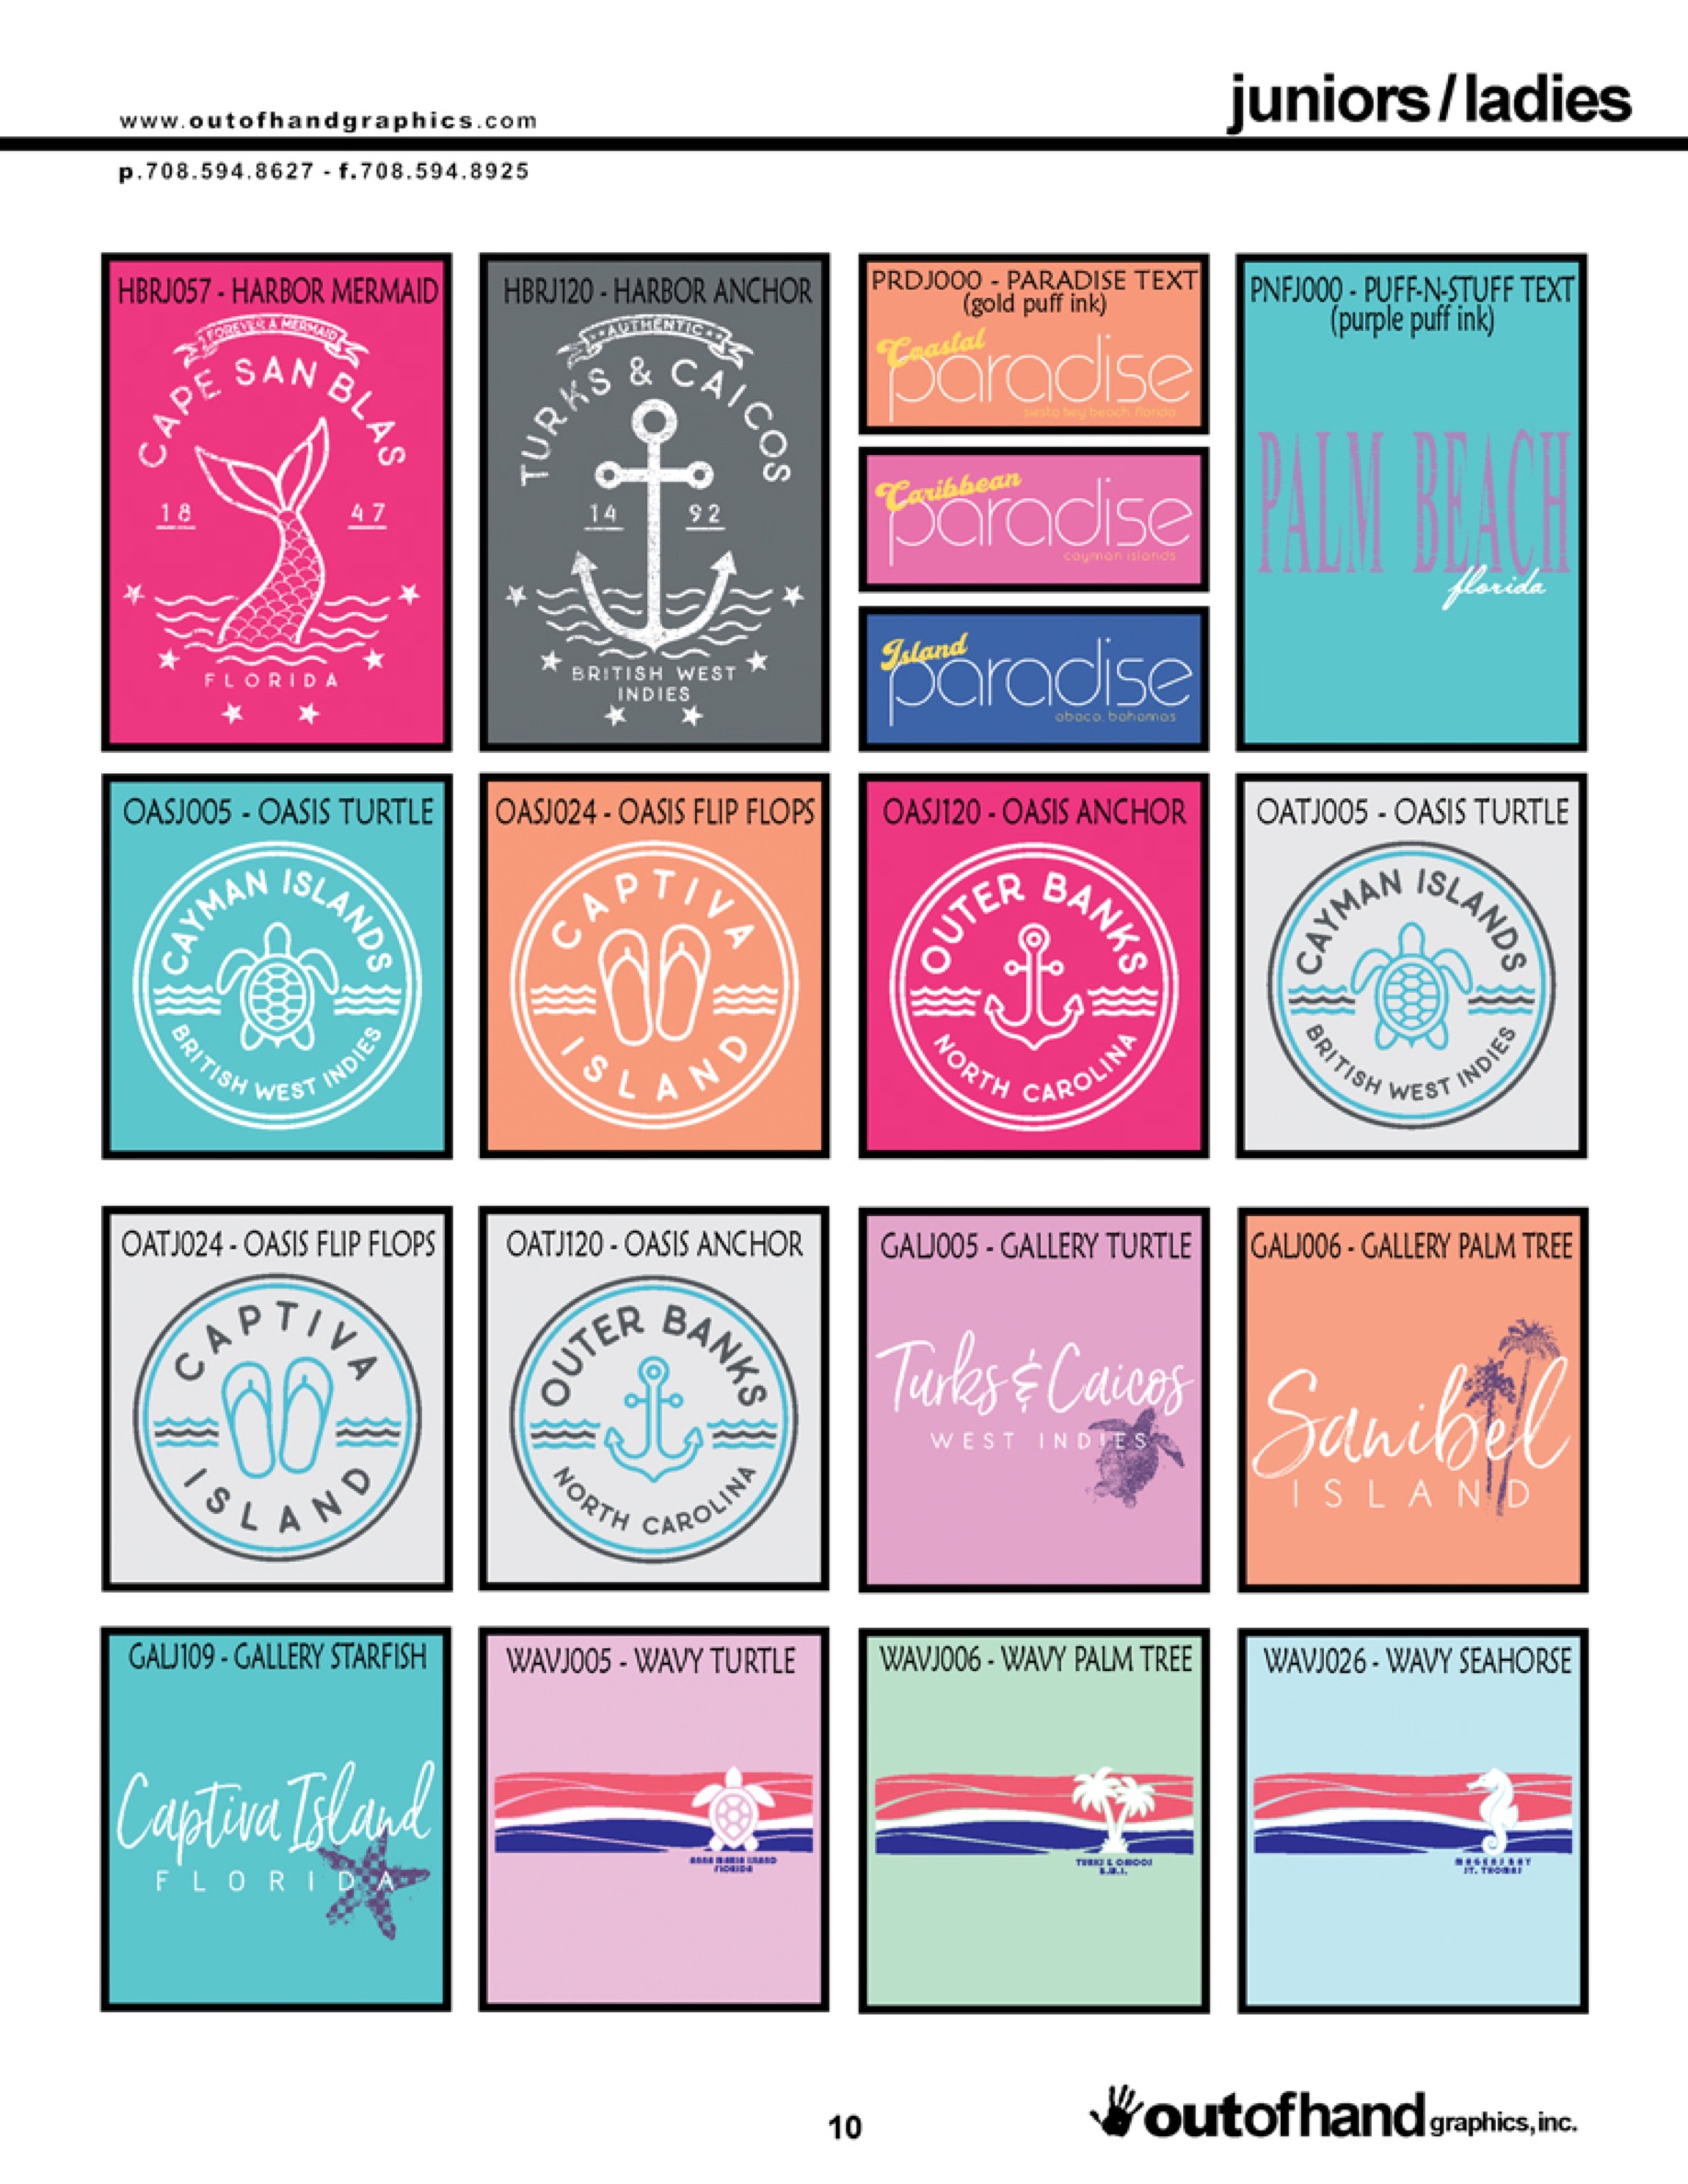 www.outofhandgraphics.com
juniors/ladies
p.708.594.8627 - f.708.594.8925
HBRJ057 - HARBOR MERMAID
FOREVER A MERMAID
CAPE SAN BLAS
18 47
FLORIDA
HBRJ120 - HARBOR ANCHOR
AUTHENTIC
TURKS & CAICOS
14 92
BRITISH WEST
INDIES
PRDJ000 - PARADISE TEXT
(gold puff ink)
Coastal
paradise
siesta key beach, florida
Caribbean
paradise
cayman islands
Island
paradise
abaco, bahamas
PNFJ000 - PUFF-N-STUFF TEXT
(purple puff ink)
PALM BEACH
florida
OASJ005 - OASIS TURTLE
CAYMAN ISLANDS
BRITISH WEST INDIES
OASJ024 - OASIS FLIP FLOPS
CAPTIVA
ISLAND
OASJ120 - OASIS ANCHOR
OUTER BANKS
NORTH CAROLINA
OATJ005 - OASIS TURTLE
CAYMAN ISLANDS
BRITISH WEST INDIES
OATJ024 - OASIS FLIP FLOPS
CAPTIVA
ISLAND
OATJ120 - OASIS ANCHOR
OUTER BANKS
NORTH CAROLINA
GALJ005 - GALLERY TURTLE
Turks & Caicos
WEST INDIES
GALJ006 - GALLERY PALM TREE
Sanibel
ISLAND
GALJ109 - GALLERY STARFISH
Captiva Island
FLORIDA
WAVJ005 - WAVY TURTLE
ANNA MARIA ISLAND
FLORIDA
WAVJ006 - WAVY PALM TREE
TURKS & CAICOS
B.W.I.
WAVJ026 - WAVY SEAHORSE
MAGENS BAY
ST. THOMAS
10
outofhand graphics, inc.